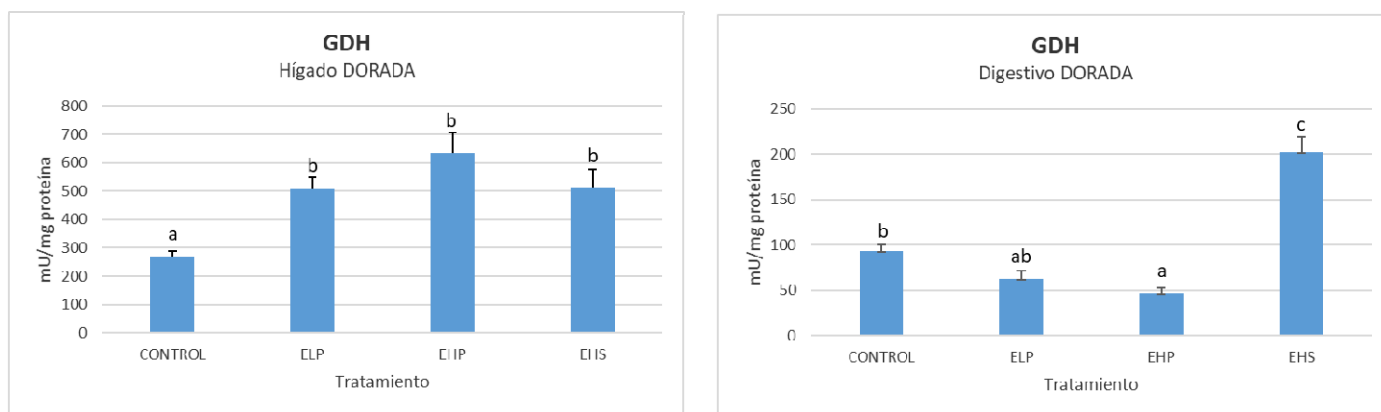 GDH
Hígado DORADA
mU/mg proteína
800
700
600
500
400
300
200
100
0
a
b
b
b
CONTROL
ELP
EHP
EHS
Tratamiento
GDH
Digestivo DORADA
mU/mg proteína
250
200
150
100
50
0
b
ab
a
c
CONTROL
ELP
EHP
EHS
Tratamiento